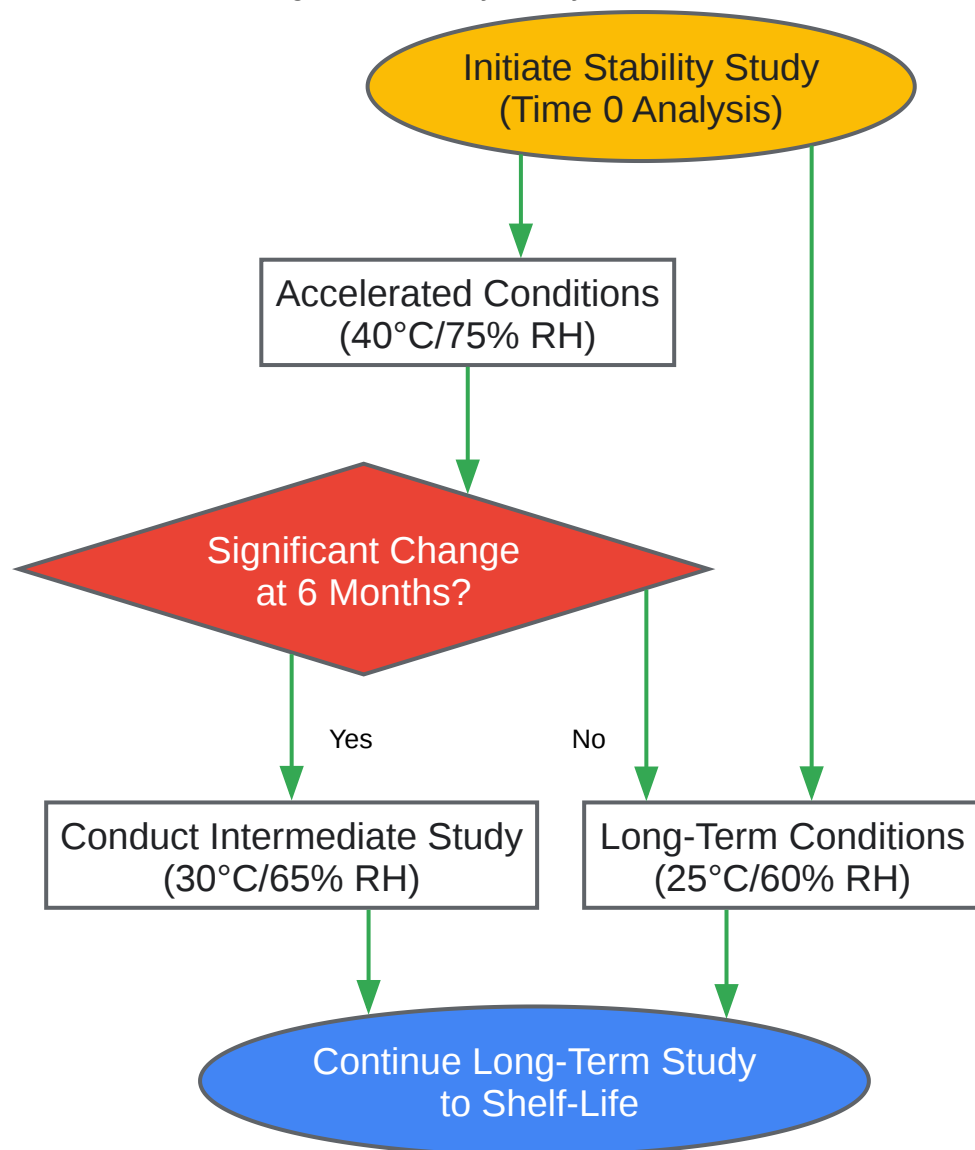 Initiate Stability Study
(Time 0 Analysis)
Accelerated Conditions
(40°C/75% RH)
Significant Change
at 6 Months?
Yes
No
Conduct Intermediate Study
(30°C/65% RH)
Long-Term Conditions
(25°C/60% RH)
Continue Long-Term Study
to Shelf-Life